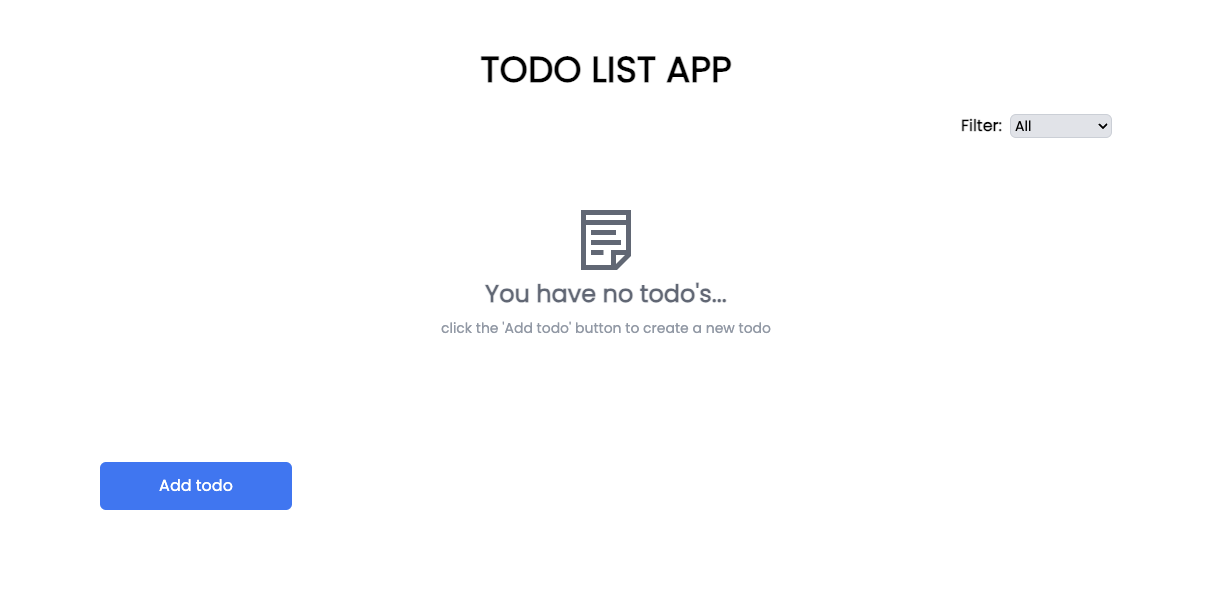 TODO LIST APP
Filter: All
You have no todo's...
click the 'Add todo' button to create a new todo
Add todo